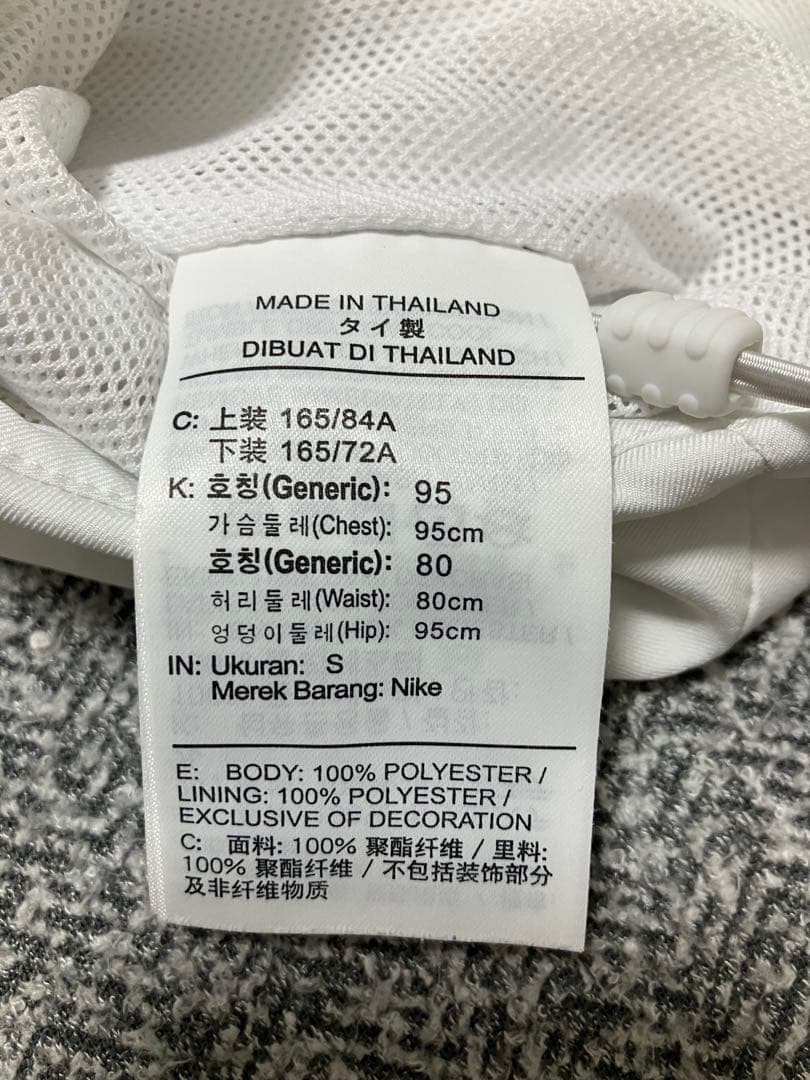 MADE IN THAILAND
タイ製
DIBUAT DI THAILAND
C: 上装 165/84A
下装 165/72A
K: 호칭(Generic): 95
가슴둘레(Chest): 95cm
호칭(Generic): 80
허리둘레(Waist): 80cm
엉덩이둘레(Hip): 95cm
IN: Ukuran: S
Merek Barang: Nike
E: BODY: 100% POLYESTER /
LINING: 100% POLYESTER /
EXCLUSIVE OF DECORATION
C: 面料: 100% 聚酯纤维 / 里料:
100% 聚酯纤维 / 不包括装饰部分
及非纤维物质